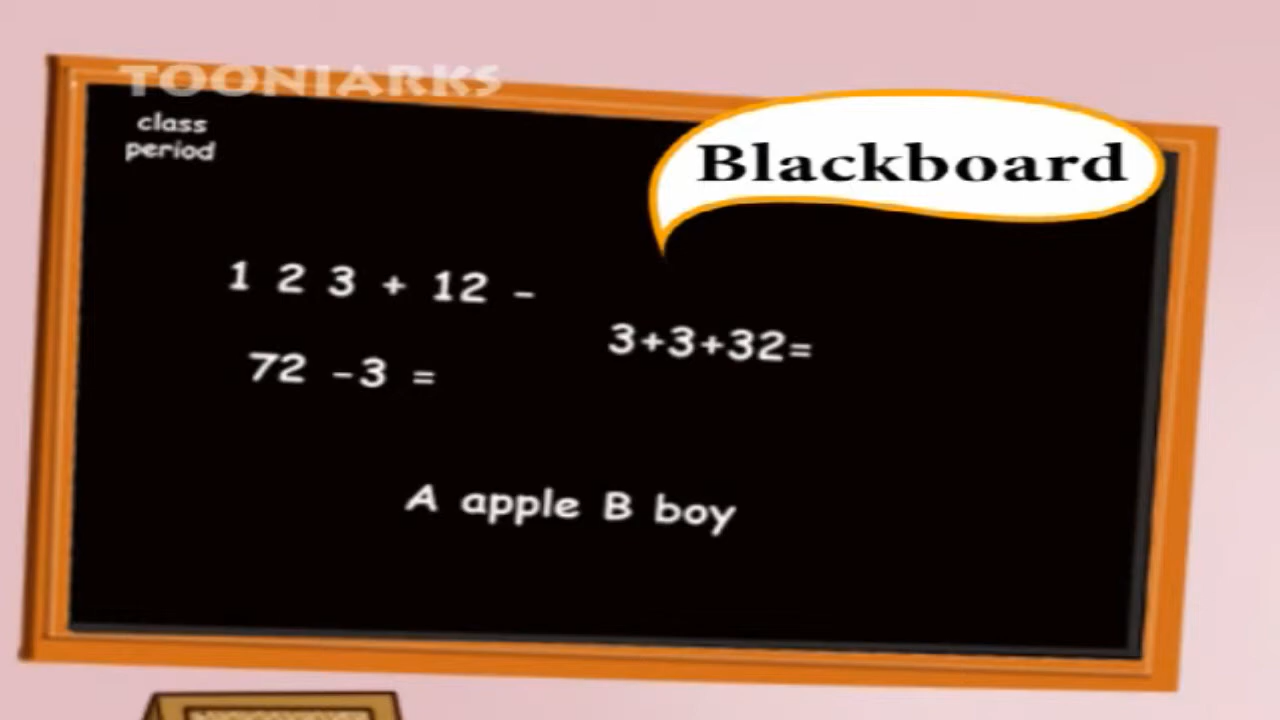 TOONIARKS
class
period
Blackboard
1 2 3 + 12 -
3+3+32=
72 -3 =
A apple B boy